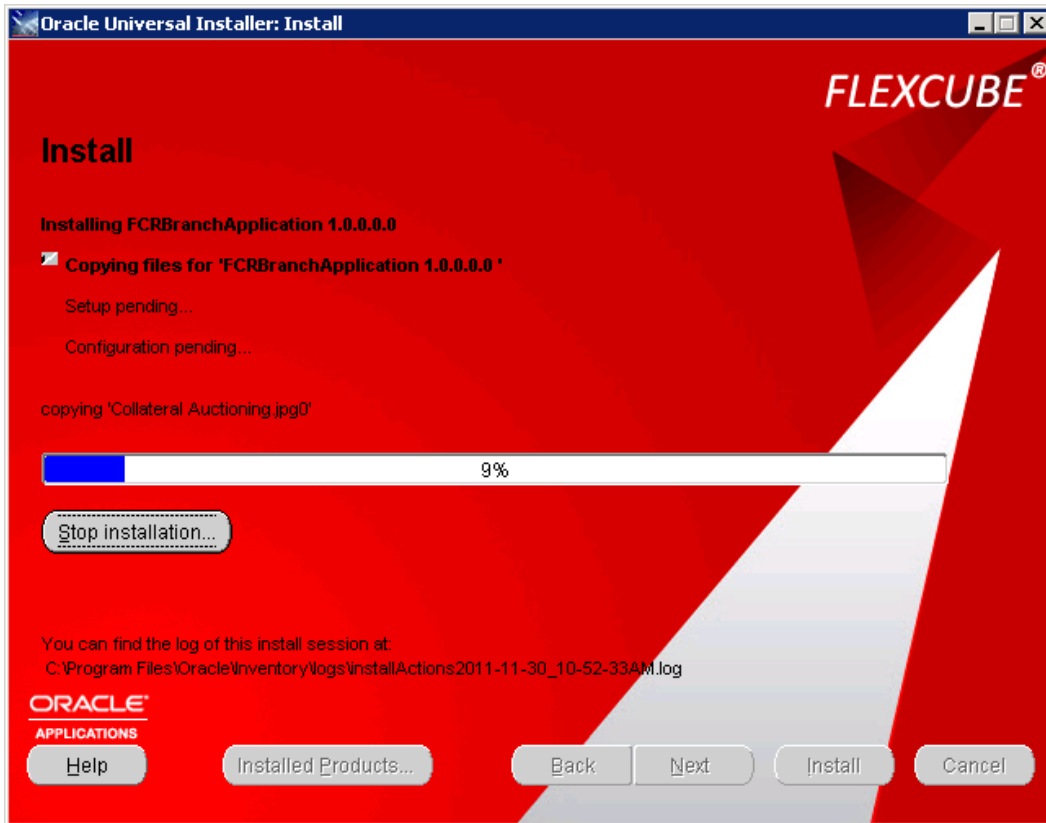 Oracle Universal Installer: Install
FLEXCUBE®
Install
Installing FCRBranchApplication 1.0.0.0.0
Copying files for 'FCRBranchApplication 1.0.0.0.0 '
Setup pending...
Configuration pending...
copying 'Collateral Auctioning.jpg0'
9%
Stop installation...
You can find the log of this install session at:
C:\Program Files\Oracle\Inventory\logs\installActions2011-11-30_10-52-33AM.log
ORACLE®
APPLICATIONS
Help
Installed Products...
Back
Next
Install
Cancel